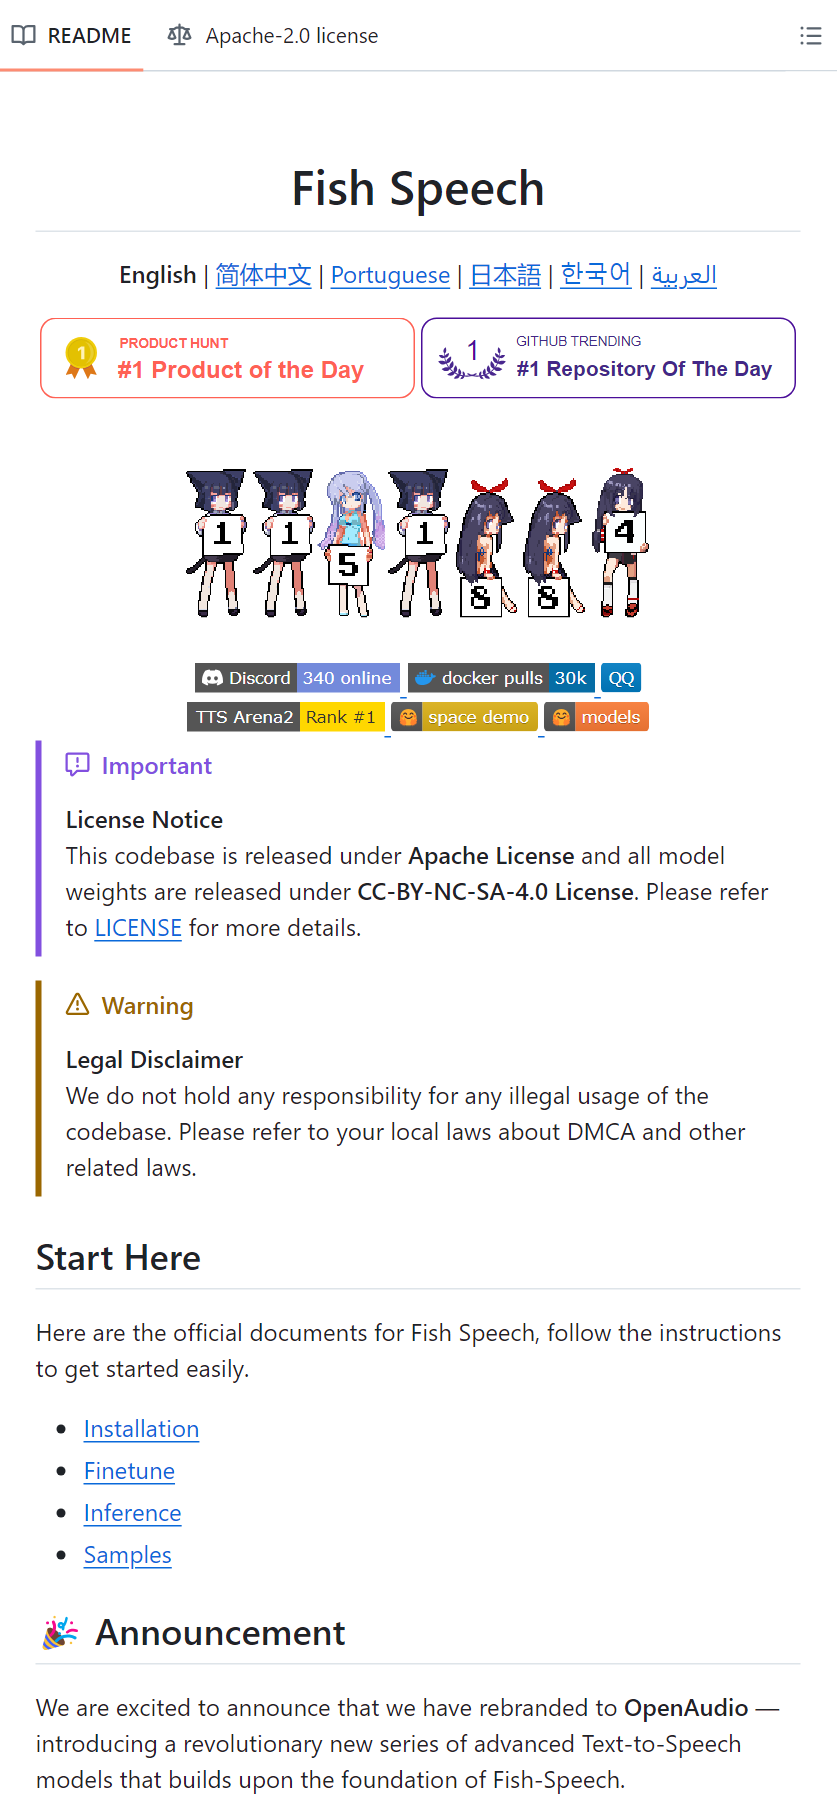 README Apache-2.0 license
Fish Speech
English | 简体中文 | Portuguese | 日本語 | 한국어 | العربية
PRODUCT HUNT
#1 Product of the Day
1
GITHUB TRENDING
#1 Repository Of The Day
1
1 1 5 1 8 8 4
Discord 340 online docker pulls 30k QQ
TTS Arena2 Rank #1 space demo models
Important
License Notice
This codebase is released under Apache License and all model
weights are released under CC-BY-NC-SA-4.0 License. Please refer
to LICENSE for more details.
Warning
Legal Disclaimer
We do not hold any responsibility for any illegal usage of the
codebase. Please refer to your local laws about DMCA and other
related laws.
Start Here
Here are the official documents for Fish Speech, follow the instructions
to get started easily.
Installation
Finetune
Inference
Samples
Announcement
We are excited to announce that we have rebranded to OpenAudio —
introducing a revolutionary new series of advanced Text-to-Speech
models that builds upon the foundation of Fish-Speech.